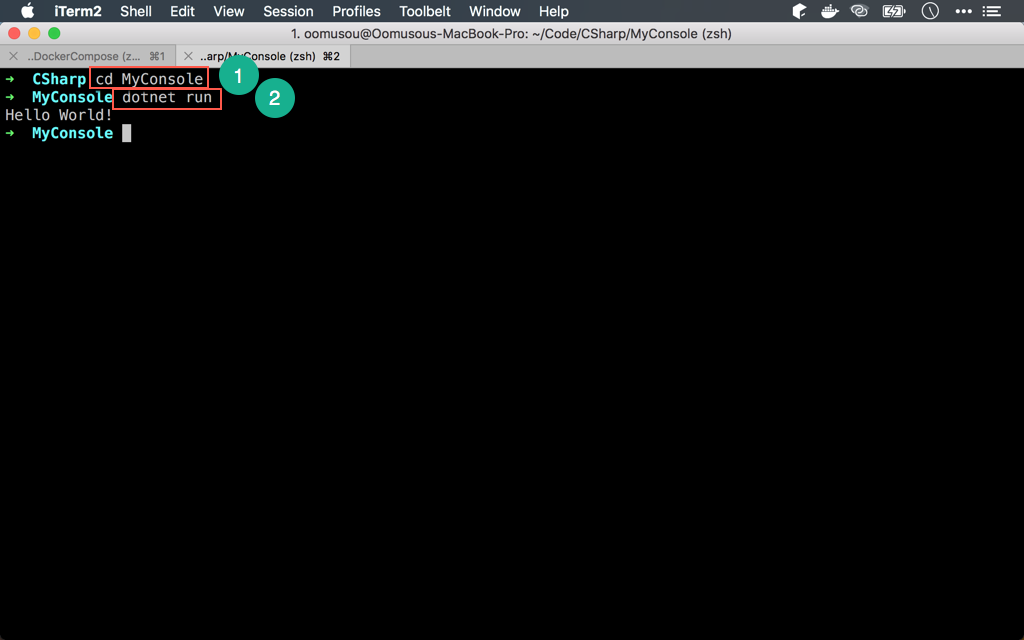 iTerm2 Shell Edit View Session Profiles Toolbelt Window Help
1. oomusou@Oomusous-MacBook-Pro: ~/Code/CSharp/MyConsole (zsh)
..DockerCompose (z... ⌘1 ..arp/MyConsole (zsh) ⌘2
➜ CSharp cd MyConsole 1
➜ MyConsole dotnet run 2
Hello World!
➜ MyConsole